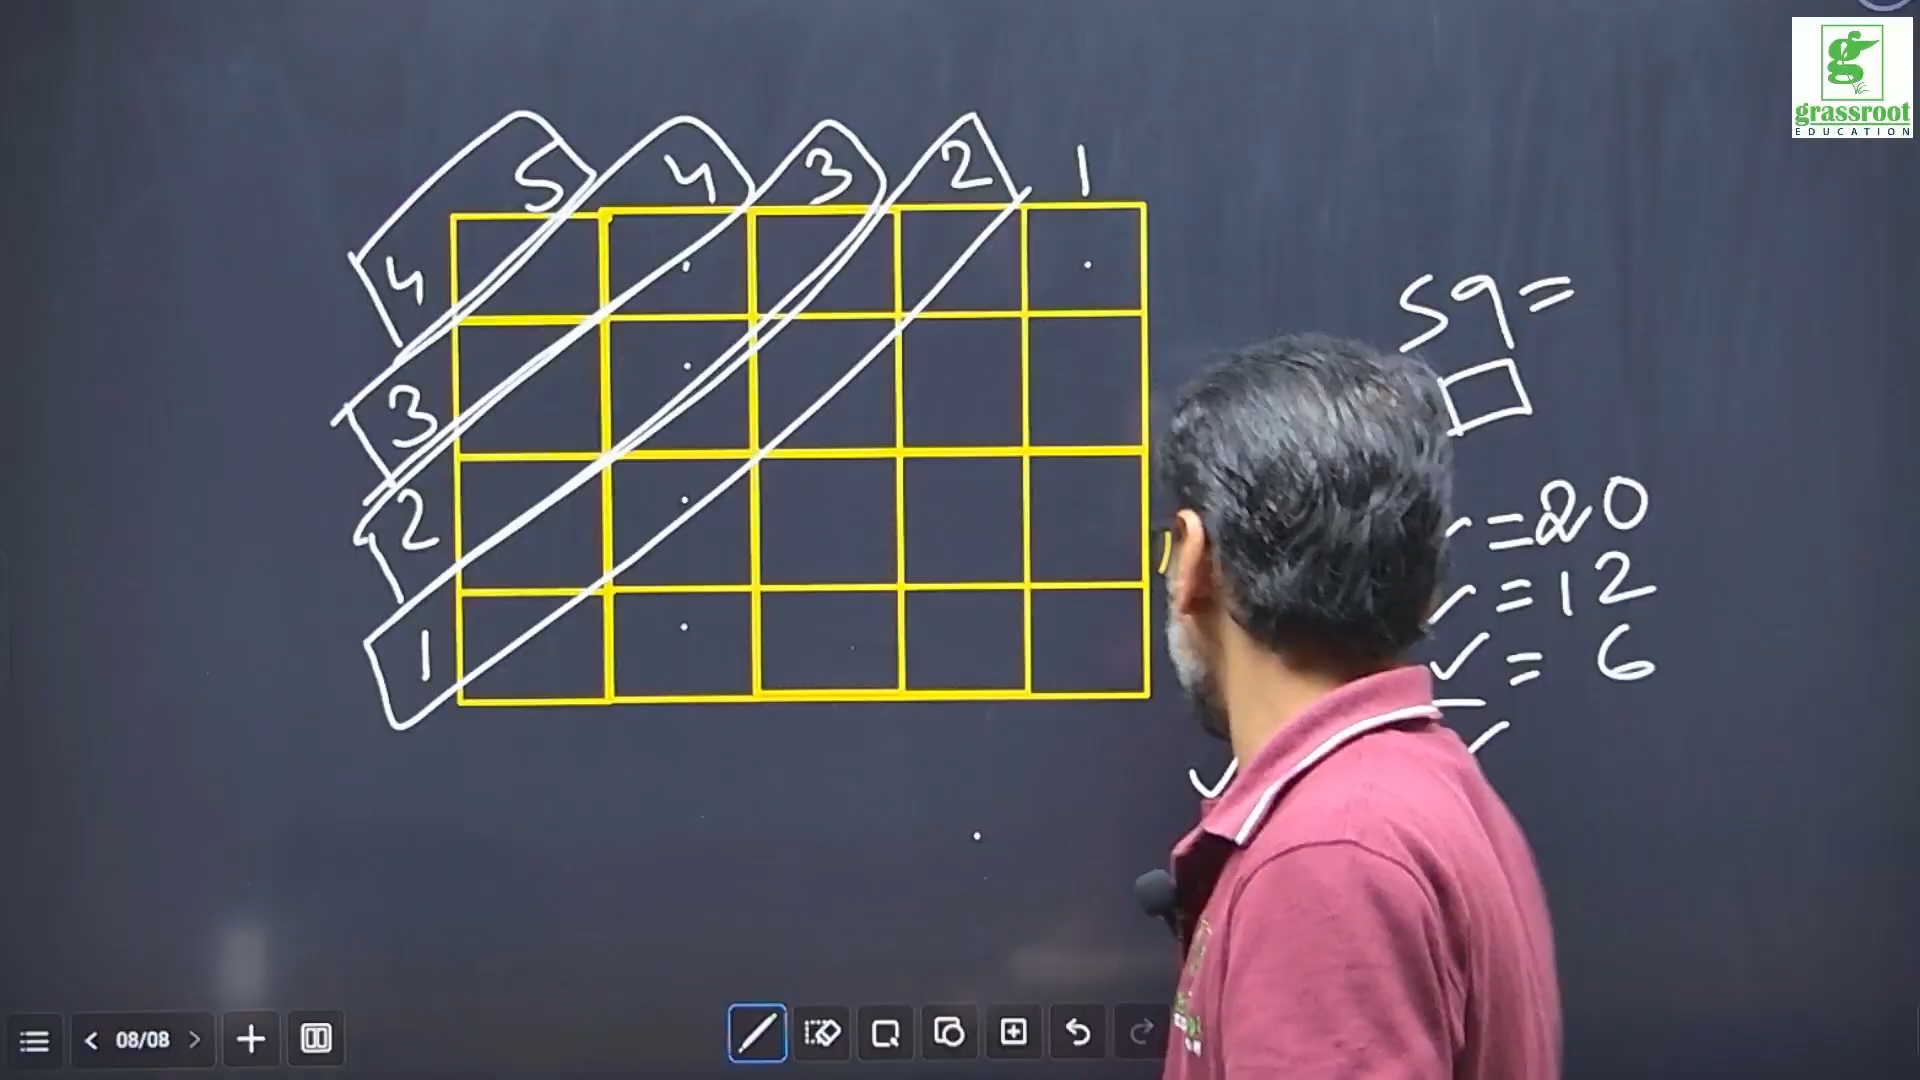 grassroot
EDUCATION
5 4 3 2 1
4
3
2
1
Sq =
= 20
= 12
✓ = 6
08/08